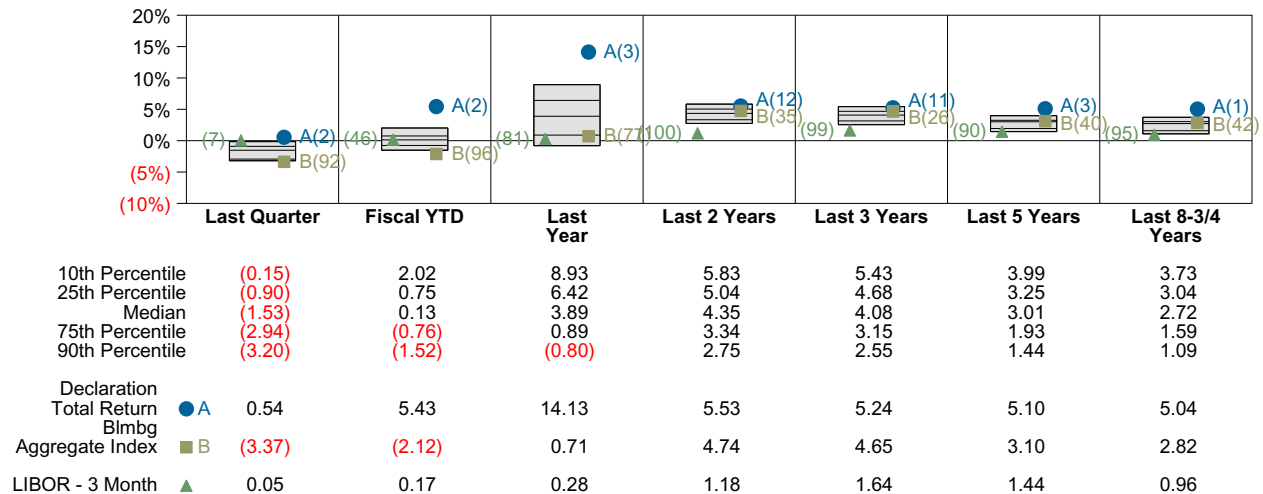 20%
15%
10%
5%
0%
(5%)
(10%)
(7) A(2) B(92)
(46) A(2) B(96)
(81) A(3) B(77)
(100) A(12) B(35)
(99) A(11) B(26)
(90) A(3) B(40)
(95) A(1) B(42)
Last Quarter Fiscal YTD Last Last 2 Years Last 3 Years Last 5 Years Last 8-3/4
Year Years
10th Percentile (0.15) 2.02 8.93 5.83 5.43 3.99 3.73
25th Percentile (0.90) 0.75 6.42 5.04 4.68 3.25 3.04
Median (1.53) 0.13 3.89 4.35 4.08 3.01 2.72
75th Percentile (2.94) (0.76) 0.89 3.34 3.15 1.93 1.59
90th Percentile (3.20) (1.52) (0.80) 2.75 2.55 1.44 1.09
Declaration
Total Return A 0.54 5.43 14.13 5.53 5.24 5.10 5.04
Blmbg
Aggregate Index B (3.37) (2.12) 0.71 4.74 4.65 3.10 2.82
LIBOR - 3 Month 0.05 0.17 0.28 1.18 1.64 1.44 0.96